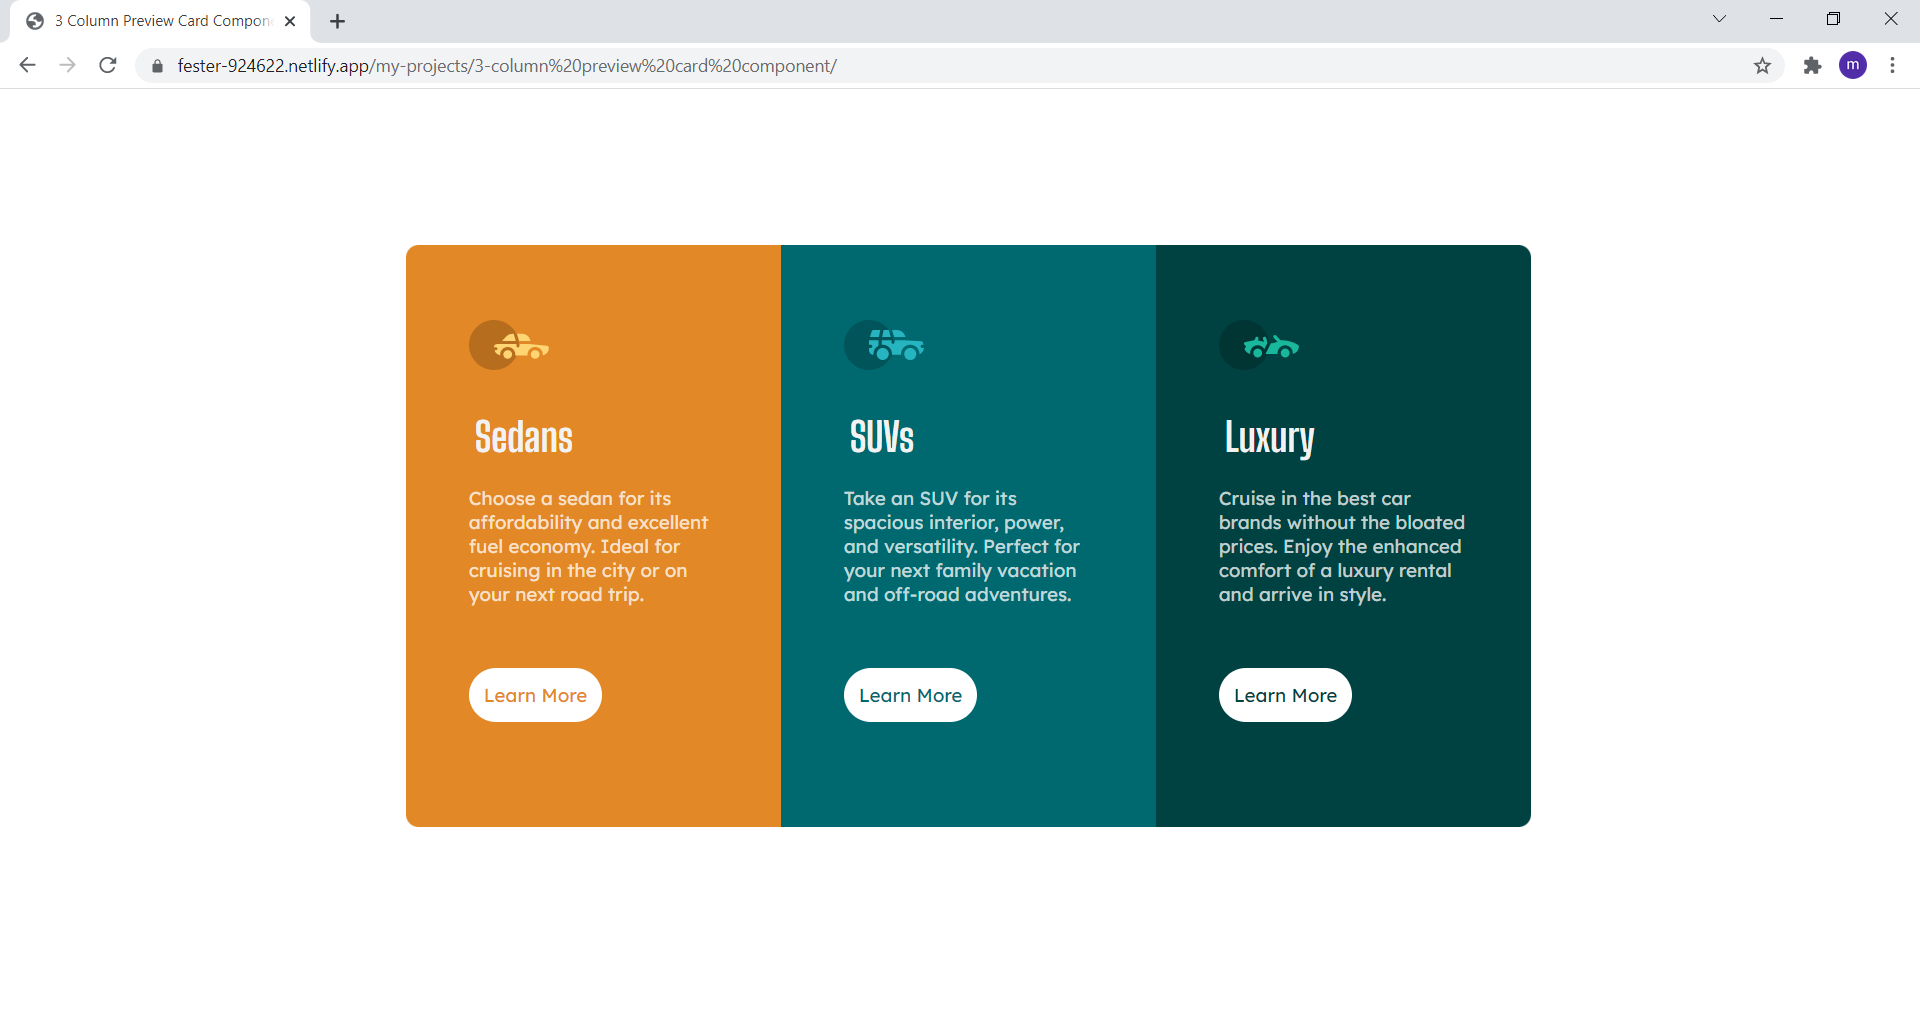 3 Column Preview Card Compon
fester-924622.netlify.app/my-projects/3-column%20preview%20card%20component/
m
Sedans
Choose a sedan for its
affordability and excellent
fuel economy. Ideal for
cruising in the city or on
your next road trip.
Learn More
SUVs
Take an SUV for its
spacious interior, power,
and versatility. Perfect for
your next family vacation
and off-road adventures.
Learn More
Luxury
Cruise in the best car
brands without the bloated
prices. Enjoy the enhanced
comfort of a luxury rental
and arrive in style.
Learn More